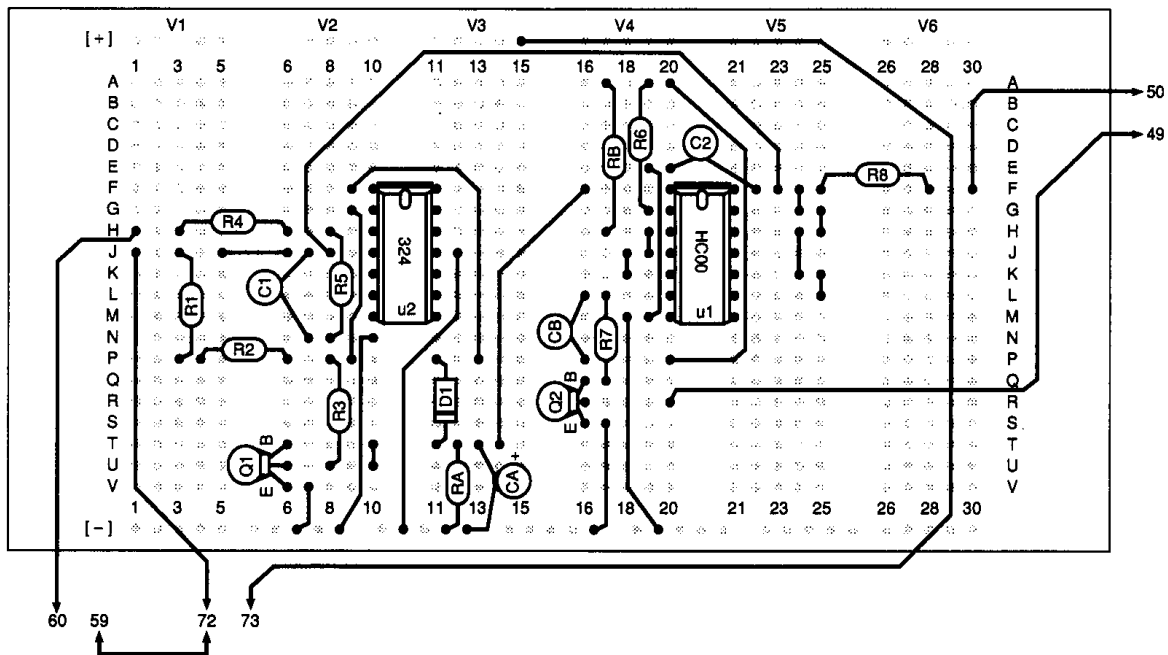 V1 V2 V3 V4 V5 V6
[+]
1 3 5 6 8 10 11 13 15 16 18 20 21 23 25 26 28 30
A A
B B 50
C C
D D 49
E RB R6 C2 E
F R8 F
G R4 G
H 324 HC00 H
J J
K C1 R5 K
L R1 L
M u2 u1 M
N CB R7 N
P R2 P
Q B Q
R R3 D1 Q2 R
S E S
T B + T
U Q1 RA CA U
V E V
1 3 5 6 8 10 11 13 15 16 18 20 21 23 25 26 28 30
[-]
60 59 72 73